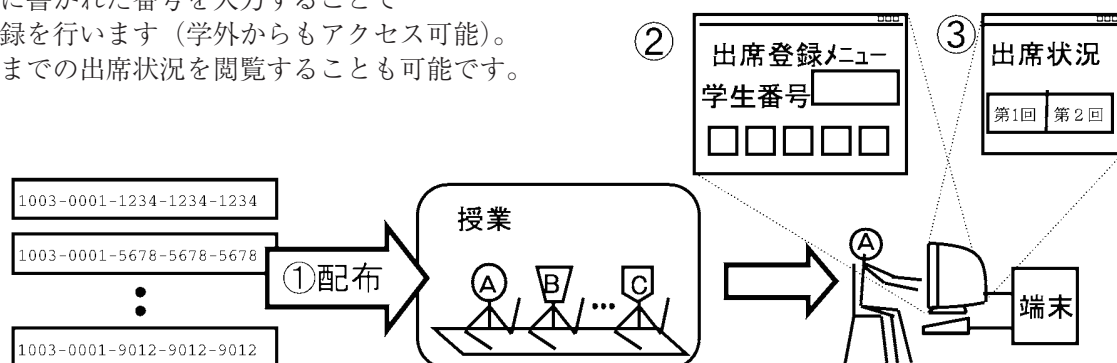 に書かれた番号を入力することで
録を行います（学外からもアクセス可能）。
までの出席状況を閲覧することも可能です。
②
出席登録メニュー
学生番号
③
出席状況
第1回
第２回
1003-0001-1234-1234-1234
1003-0001-5678-5678-5678
1003-0001-9012-9012-9012
①配布
授業
A
B
...
C
A
端末